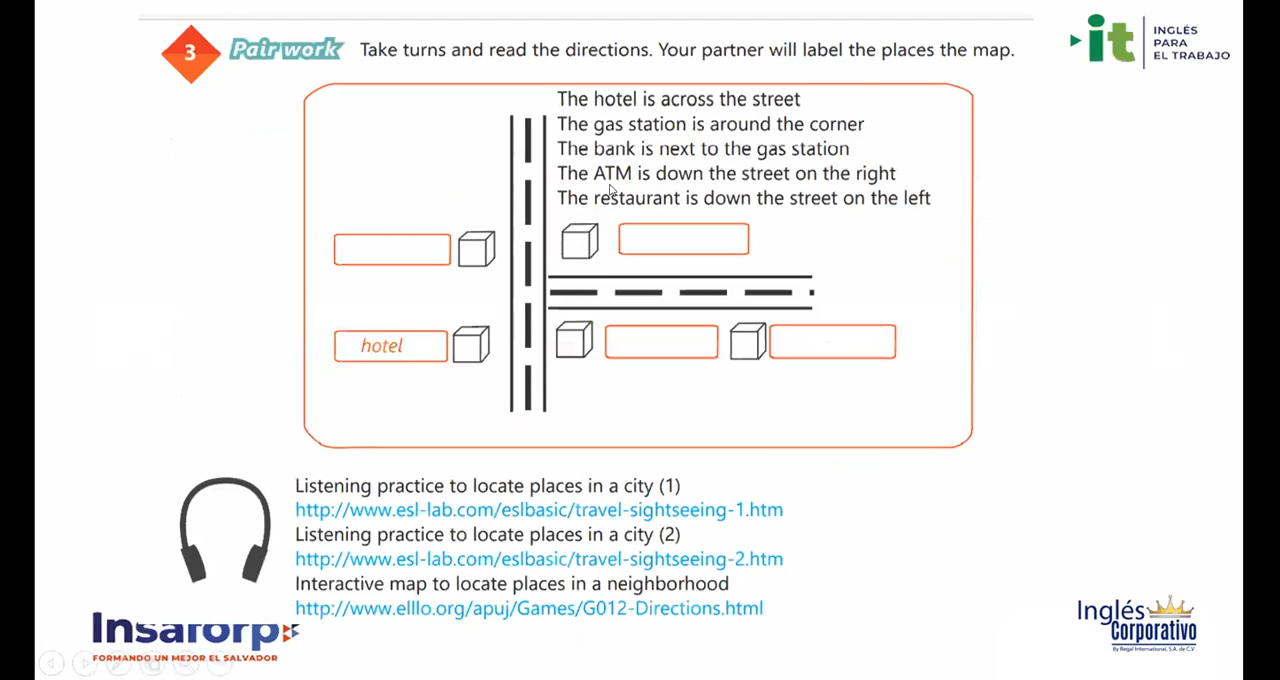 3 Pair work Take turns and read the directions. Your partner will label the places the map.
it INGLÉS
PARA
EL TRABAJO
The hotel is across the street
The gas station is around the corner
The bank is next to the gas station
The ATM is down the street on the right
The restaurant is down the street on the left
hotel
Listening practice to locate places in a city (1)
http://www.esl-lab.com/eslbasic/travel-sightseeing-1.htm
Listening practice to locate places in a city (2)
http://www.esl-lab.com/eslbasic/travel-sightseeing-2.htm
Interactive map to locate places in a neighborhood
http://www.elllo.org/apuj/Games/G012-Directions.html
Insaforp
FORMANDO UN MEJOR EL SALVADOR
Inglés
Corporativo
By Regal International, S.A. de C.V